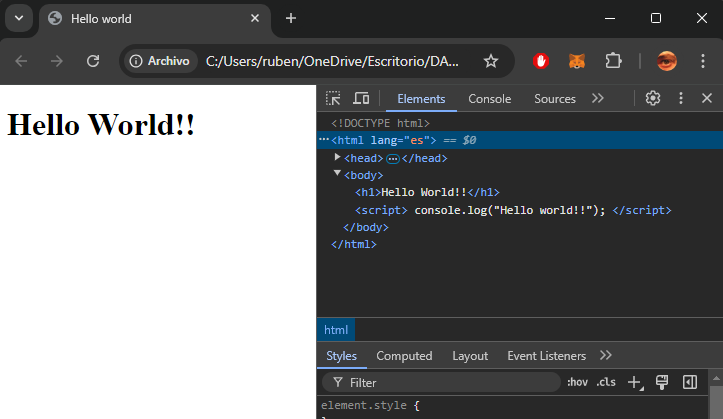 Hello world
Archivo C:/Users/ruben/OneDrive/Escritorio/DA...
Hello World!!
Elements Console Sources
<!DOCTYPE html>
<html lang="es"> == $0
<head>…</head>
<body>
<h1>Hello World!!</h1>
<script> console.log("Hello world!!"); </script>
</body>
</html>
html
Styles Computed Layout Event Listeners
Filter :hov .cls
element.style {